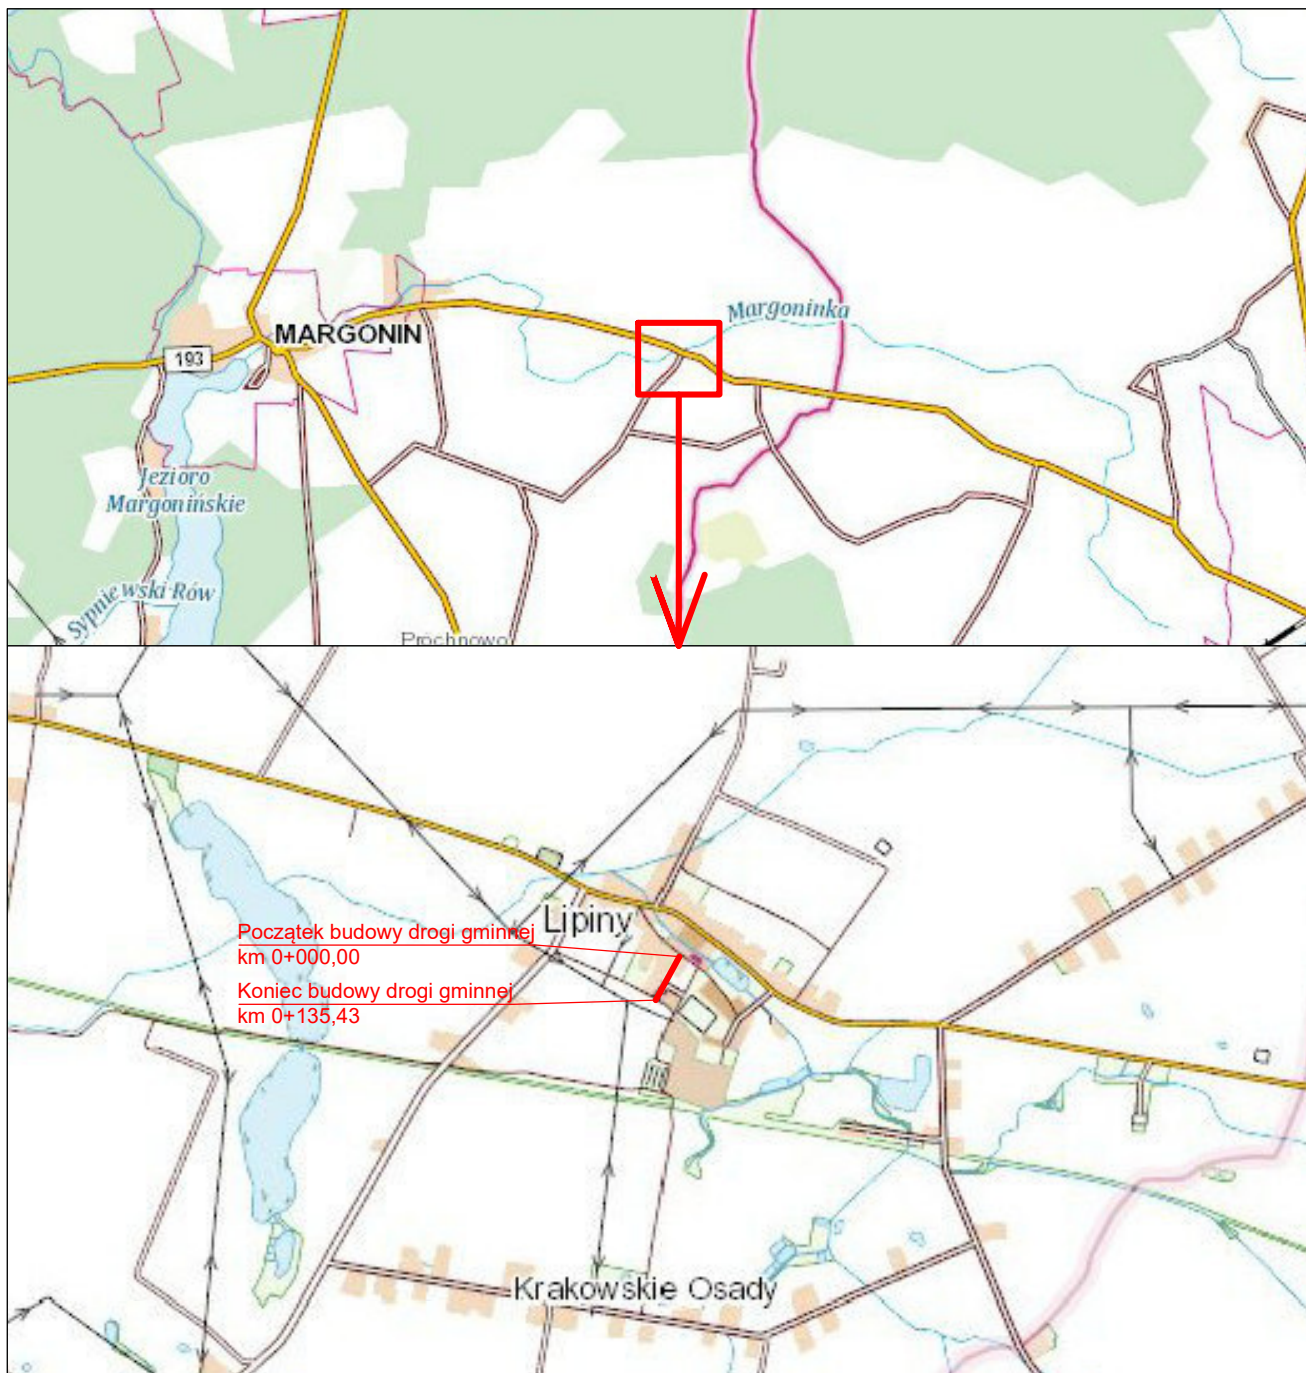 Margoninka
MARGONIN
193
Jezioro
Margonińskie
Sypniewski Rów
Prochnowo
Lipiny
Początek budowy drogi gminnej
km 0+000,00
Koniec budowy drogi gminnej
km 0+135,43
Krakowskie Osady